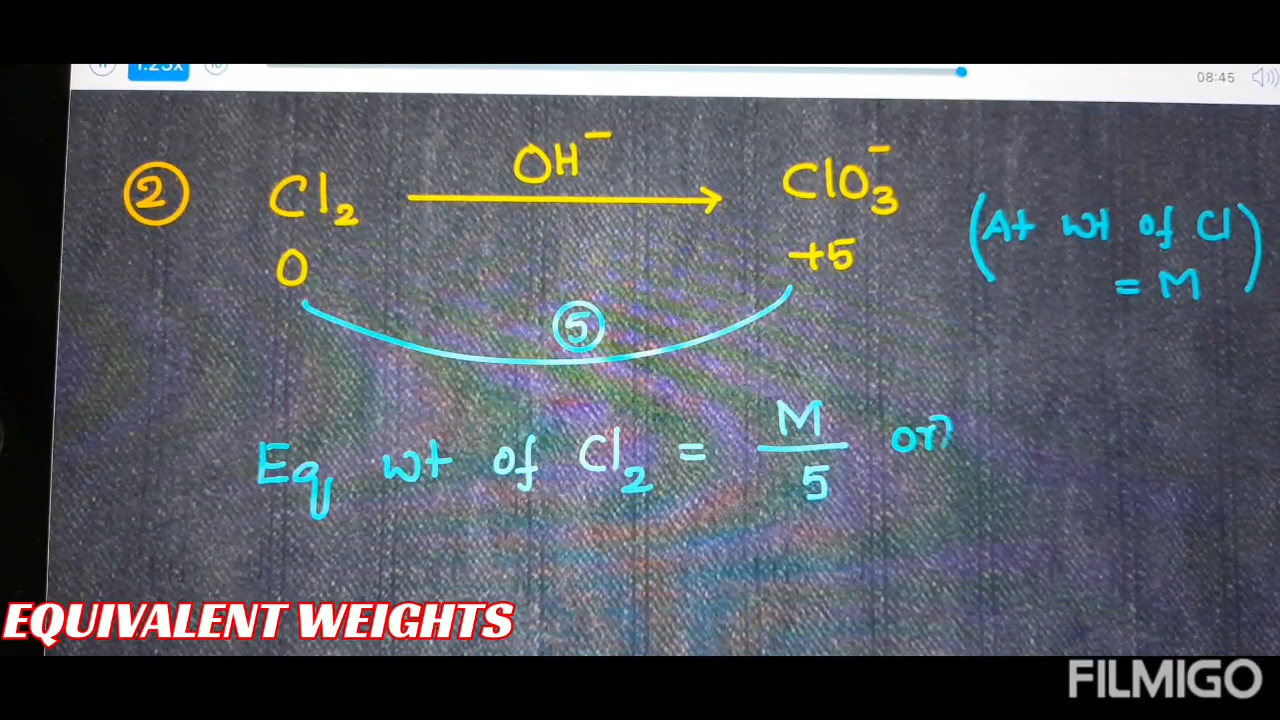 1.25x 10
08:45
② Cl₂ OH⁻ ClO₃⁻
0 +5
(At wt of Cl
= M)
⑤
Eq wt of Cl₂ = M/5 or
EQUIVALENT WEIGHTS
FILMIGO